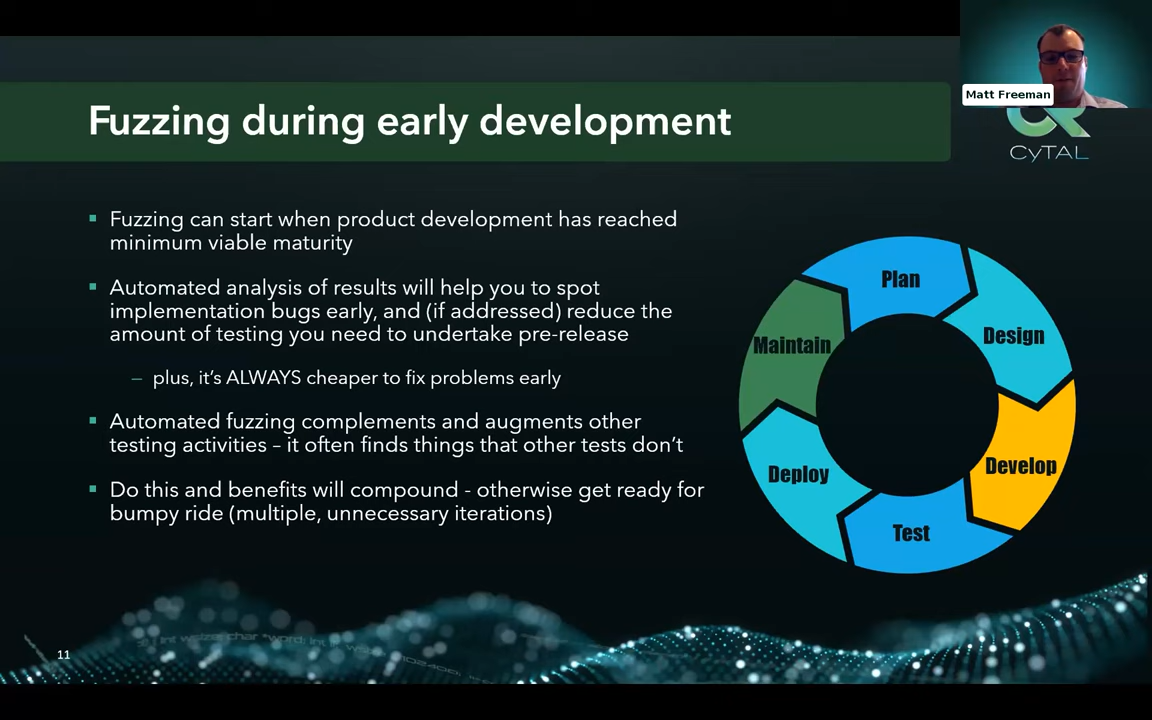 Matt Freeman
CyTAL
Fuzzing during early development
Fuzzing can start when product development has reached
minimum viable maturity
Automated analysis of results will help you to spot
implementation bugs early, and (if addressed) reduce the
amount of testing you need to undertake pre-release
– plus, it's ALWAYS cheaper to fix problems early
Automated fuzzing complements and augments other
testing activities – it often finds things that other tests don't
Do this and benefits will compound - otherwise get ready for
bumpy ride (multiple, unnecessary iterations)
Plan
Design
Develop
Test
Deploy
Maintain
11